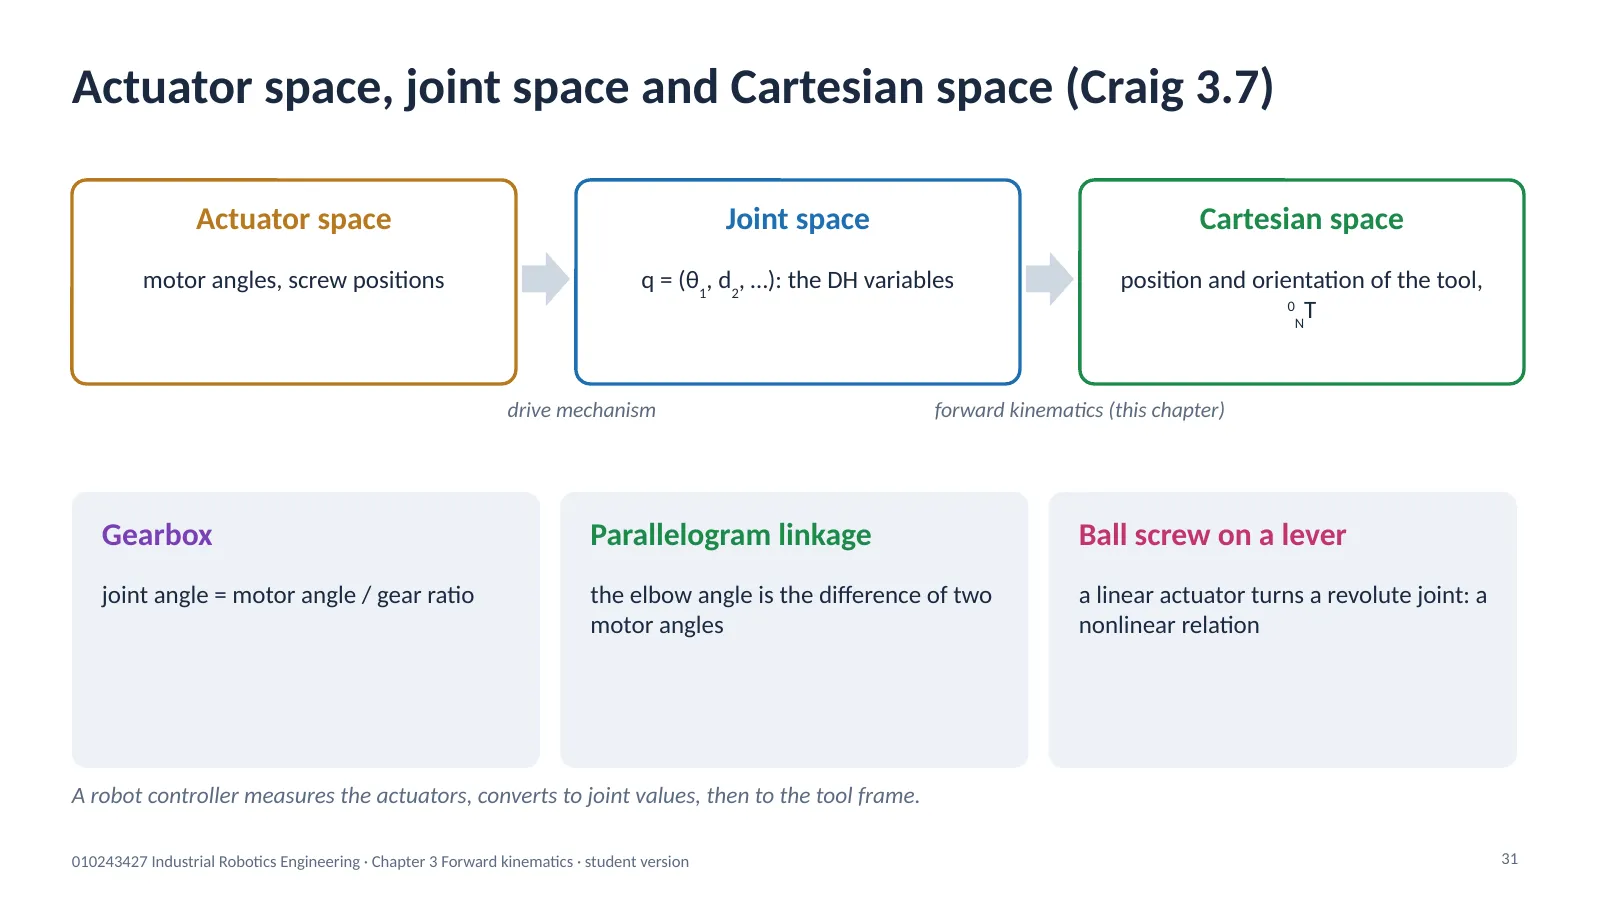 Actuator space, joint space and Cartesian space (Craig 3.7)
Actuator space
motor angles, screw positions
Joint space
q = (θ₁, d₂, …): the DH variables
Cartesian space
position and orientation of the tool,
⁰ₙT
drive mechanism
forward kinematics (this chapter)
Gearbox
joint angle = motor angle / gear ratio
Parallelogram linkage
the elbow angle is the difference of two
motor angles
Ball screw on a lever
a linear actuator turns a revolute joint: a
nonlinear relation
A robot controller measures the actuators, converts to joint values, then to the tool frame.
010243427 Industrial Robotics Engineering · Chapter 3 Forward kinematics · student version
31